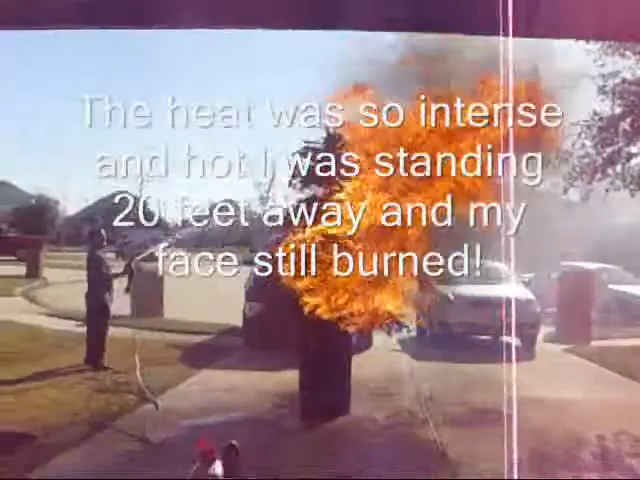 The heat was so intense
and hot I was standing
20 feet away and my
face still burned!